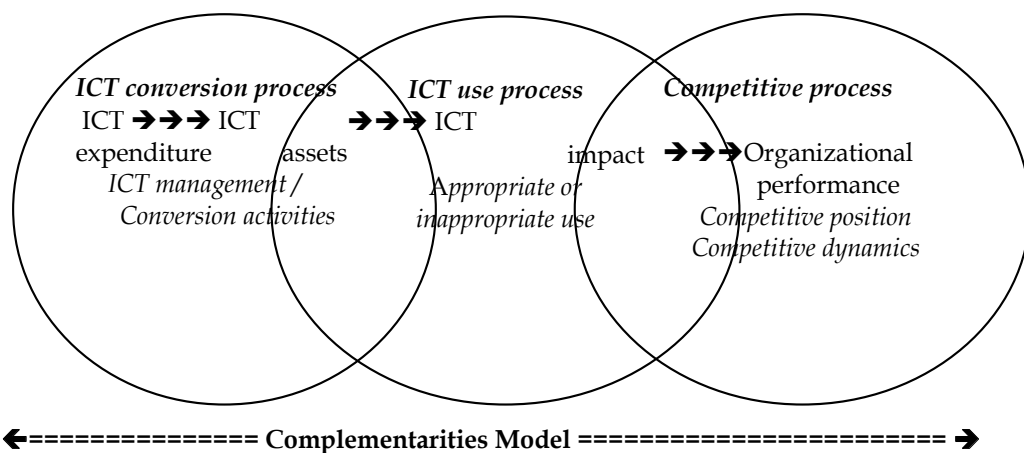 ICT conversion process ICT use process Competitive process
ICT ➔➔➔ ICT ➔➔➔ ICT
expenditure assets impact ➔➔➔ Organizational
performance
ICT management / Appropriate or
Conversion activities inappropriate use Competitive position
Competitive dynamics
🡸============== Complementarities Model ======================= ➔